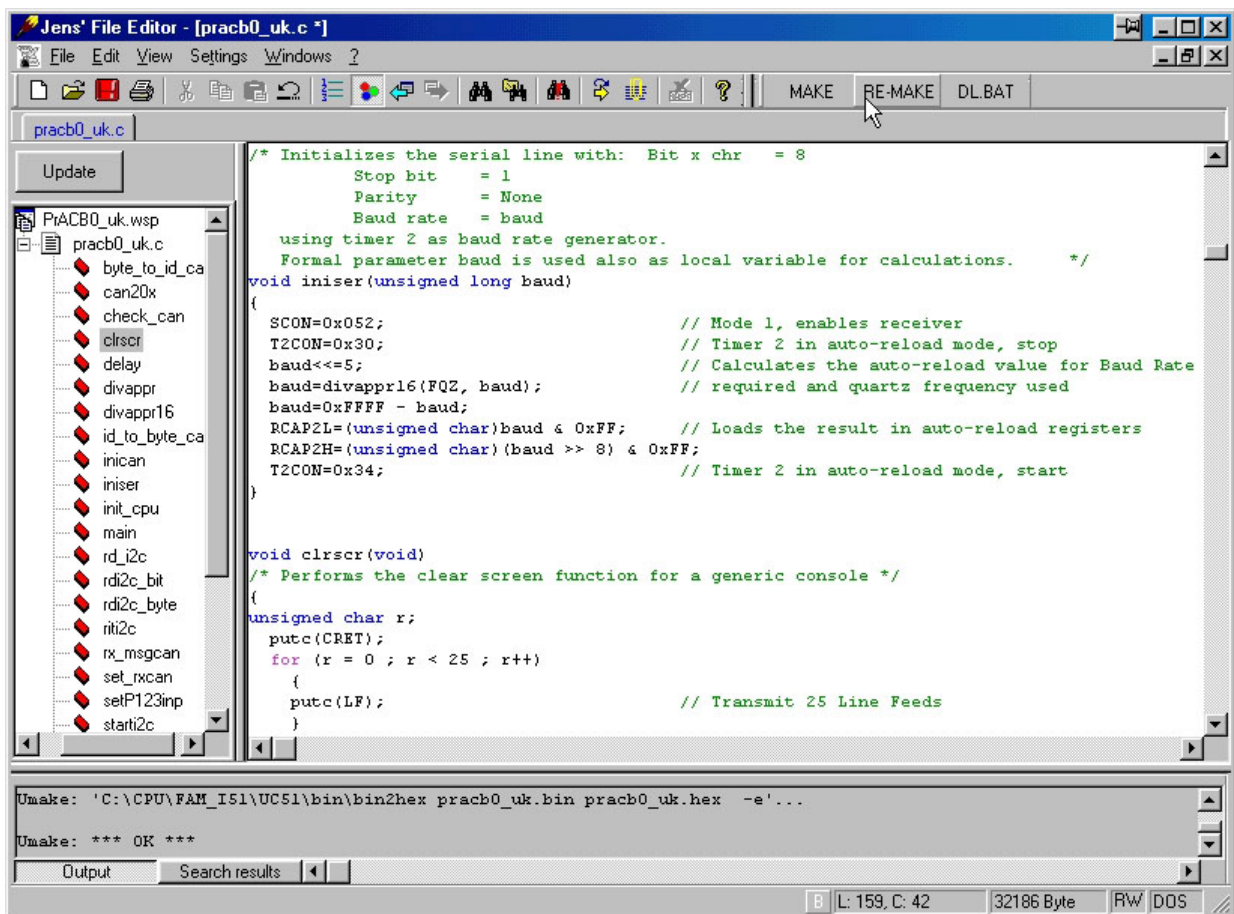 Jens' File Editor - [pracb0_uk.c *]
File Edit View Settings Windows ?
MAKE RE-MAKE DL.BAT
pracb0_uk.c
Update
PrACB0_uk.wsp
pracb0_uk.c
byte_to_id_ca
can20x
check_can
clrscr
delay
divappr
divappr16
id_to_byte_ca
inican
iniser
init_cpu
main
rd_i2c
rdi2c_bit
rdi2c_byte
riti2c
rx_msgcan
set_rxcan
setP123inp
starti2c
/* Initializes the serial line with:  Bit x chr   = 8
Stop bit     = 1
Parity       = None
Baud rate    = baud
using timer 2 as baud rate generator.
Formal parameter baud is used also as local variable for calculations.      */
void iniser(unsigned long baud)
{
SCON=0x052;                            // Mode 1, enables receiver
T2CON=0x30;                            // Timer 2 in auto-reload mode, stop
baud<<=5;                              // Calculates the auto-reload value for Baud Rate
baud=divappr16(FQZ, baud);             // required and quartz frequency used
baud=0xFFFF - baud;
RCAP2L=(unsigned char)baud & 0xFF;     // Loads the result in auto-reload registers
RCAP2H=(unsigned char)(baud >> 8) & 0xFF;
T2CON=0x34;                            // Timer 2 in auto-reload mode, start
}
void clrscr(void)
/* Performs the clear screen function for a generic console */
{
unsigned char r;
putc(CRET);
for (r = 0 ; r < 25 ; r++)
{
putc(LF);                            // Transmit 25 Line Feeds
}
Umake: 'C:\CPU\FAM_I51\UC51\bin\bin2hex pracb0_uk.bin pracb0_uk.hex  -e'...
Umake: *** OK ***
Output Search results
B L: 159, C: 42 32186 Byte RW DOS